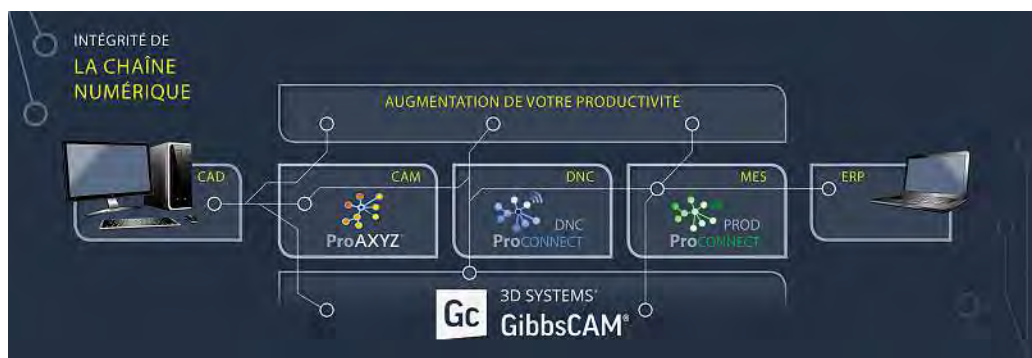 INTÉGRITÉ DE
LA CHAÎNE
NUMÉRIQUE
AUGMENTATION DE VOTRE PRODUCTIVITÉ
CAD
CAM
ProAXYZ
DNC
DNC
ProCONNECT
MES
PROD
ProCONNECT
ERP
Gc
3D SYSTEMS®
GibbsCAM®